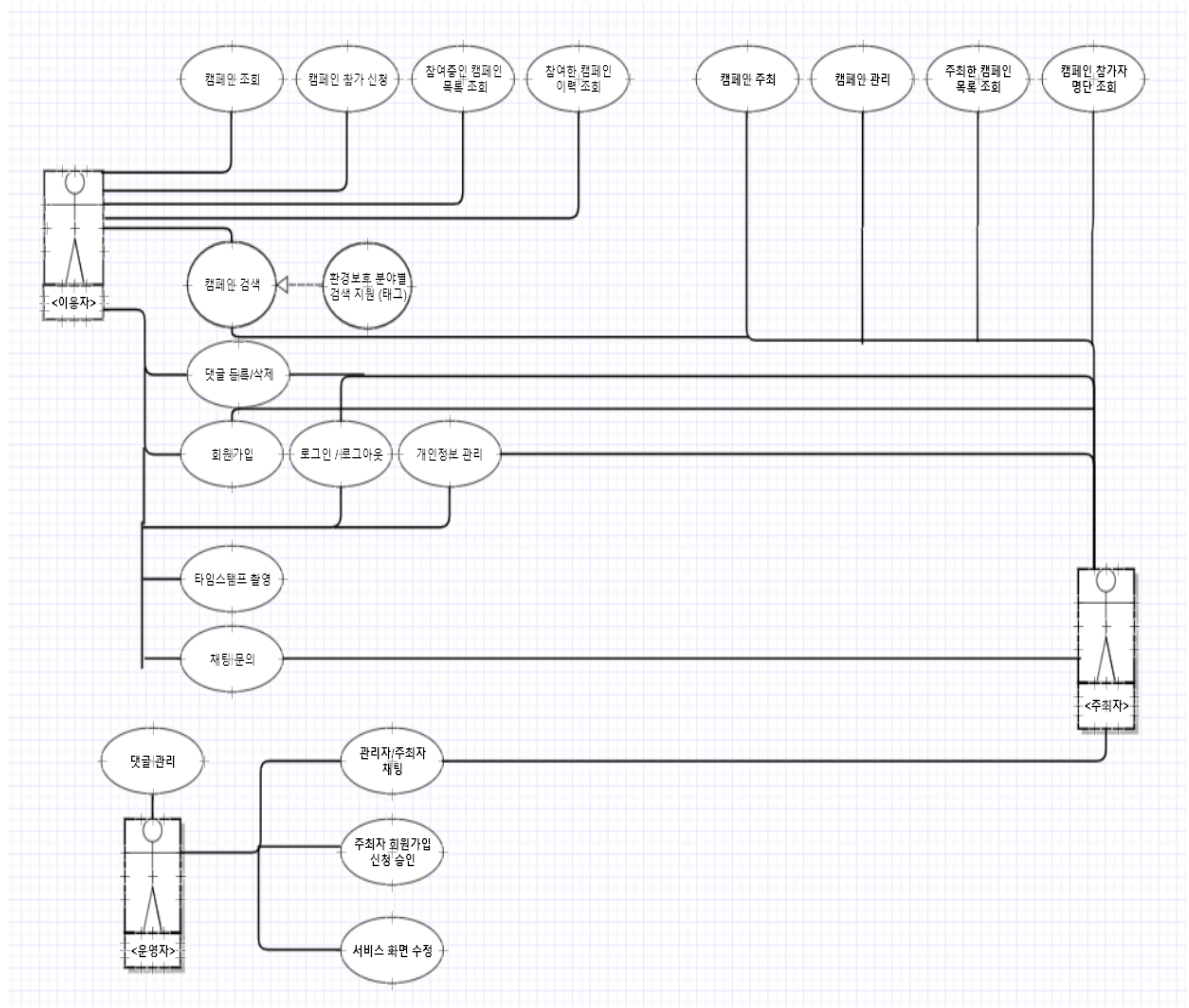 캠페인 조회
캠페인 참가 신청
참여중인 캠페인
목록 조회
참여한 캠페인
이력 조회
캠페인 주최
캠페인 관리
주최한 캠페인
목록 조회
캠페인 참가자
명단 조회
<이용자>
캠페인 검색
환경보호 분야별
검색 지원 (태그)
댓글 등록/삭제
회원가입
로그인 / 로그아웃
개인정보 관리
타임스탬프 촬영
채팅 문의
<주최자>
댓글 관리
관리자/주최자
채팅
주최자 회원가입
신청 승인
<운영자>
서비스 화면 수정